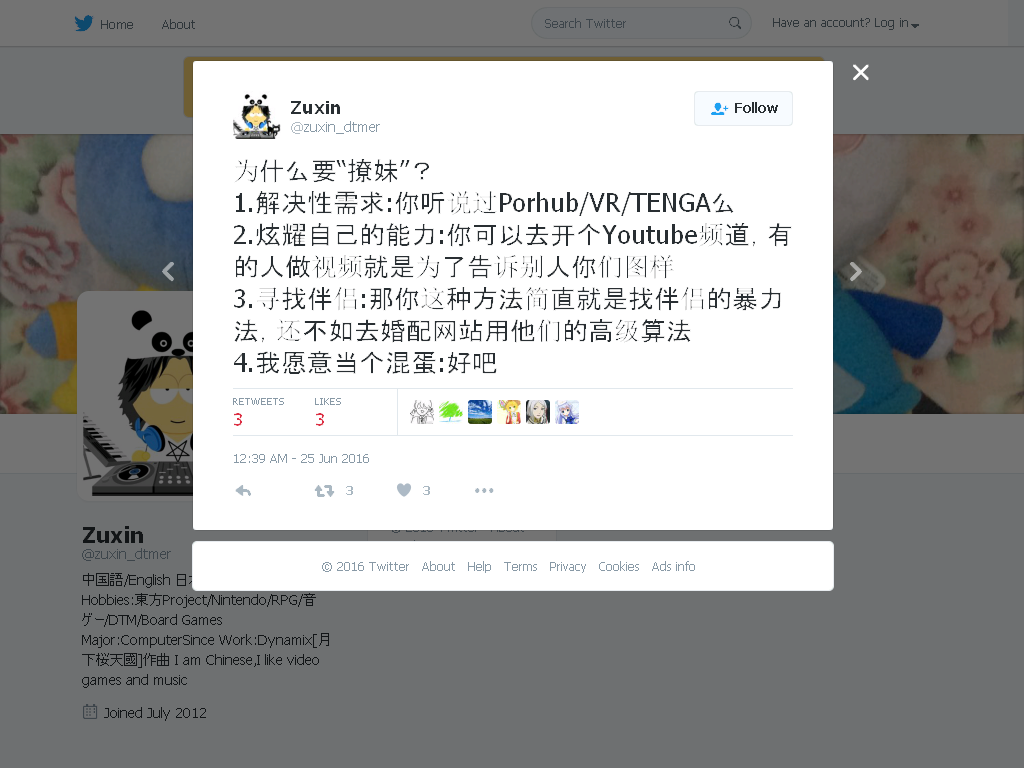 Home
About
Search Twitter
Have an account? Log in
Zuxin
@zuxin_dtmer
Follow
为什么要“撩妹”？
1.解决性需求:你听说过Porhub/VR/TENGA么
2.炫耀自己的能力:你可以去开个Youtube频道, 有
的人做视频就是为了告诉别人你们图样
3.寻找伴侣:那你这种方法简直就是找伴侣的暴力
法, 还不如去婚配网站用他们的高级算法
4.我愿意当个混蛋:好吧
RETWEETS
LIKES
3
3
12:39 AM - 25 Jun 2016
3
3
© 2016 Twitter About Help Terms Privacy Cookies Ads info
Zuxin
@zuxin_dtmer
中国語/English 日
Hobbies:東方Project/Nintendo/RPG/音
ゲー/DTM/Board Games
Major:ComputerSince Work:Dynamix[月
下桜天國]作曲 I am Chinese,I like video
games and music
Joined July 2012